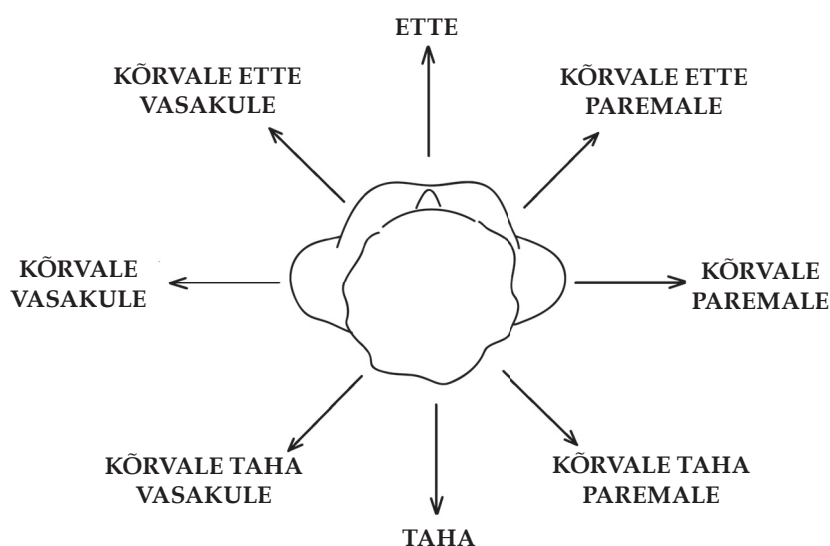 ETTE
KÕRVALE ETTE
VASAKULE
KÕRVALE ETTE
PAREMALE
KÕRVALE
VASAKULE
KÕRVALE
PAREMALE
KÕRVALE TAHA
VASAKULE
KÕRVALE TAHA
PAREMALE
TAHA